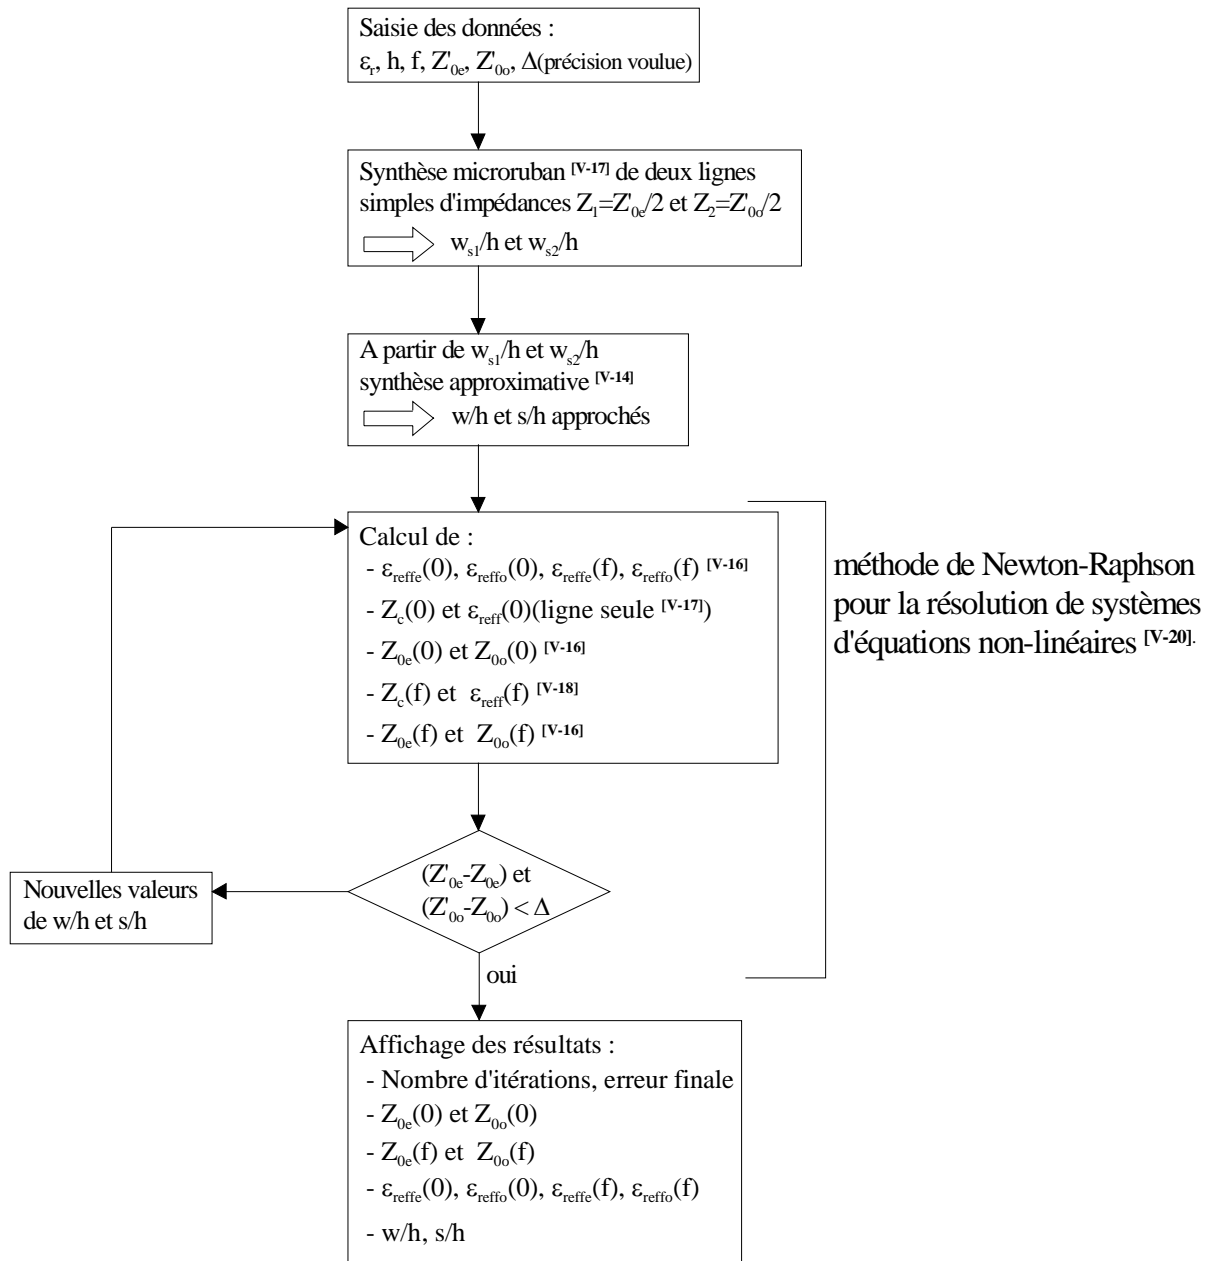 Saisie des données :
εr, h, f, Z'0e, Z'0o, Δ(précision voulue)
Synthèse microruban [V-17] de deux lignes
simples d'impédances Z1=Z'0e/2 et Z2=Z'0o/2
ws1/h et ws2/h
A partir de ws1/h et ws2/h
synthèse approximative [V-14]
w/h et s/h approchés
Calcul de :
- εreffe(0), εreffo(0), εreffe(f), εreffo(f) [V-16]
- Zc(0) et εreff(0)(ligne seule [V-17])
- Z0e(0) et Z0o(0) [V-16]
- Zc(f) et εreff(f) [V-18]
- Z0e(f) et Z0o(f) [V-16]
méthode de Newton-Raphson
pour la résolution de systèmes
d'équations non-linéaires [V-20].
(Z'0e-Z0e) et
(Z'0o-Z0o) < Δ
Nouvelles valeurs
de w/h et s/h
oui
Affichage des résultats :
- Nombre d'itérations, erreur finale
- Z0e(0) et Z0o(0)
- Z0e(f) et Z0o(f)
- εreffe(0), εreffo(0), εreffe(f), εreffo(f)
- w/h, s/h